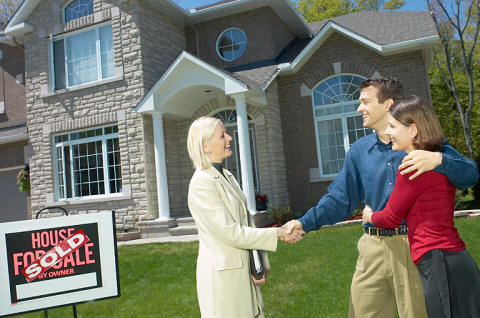 HOUSE
FOR SALE
SOLD
BY OWNER